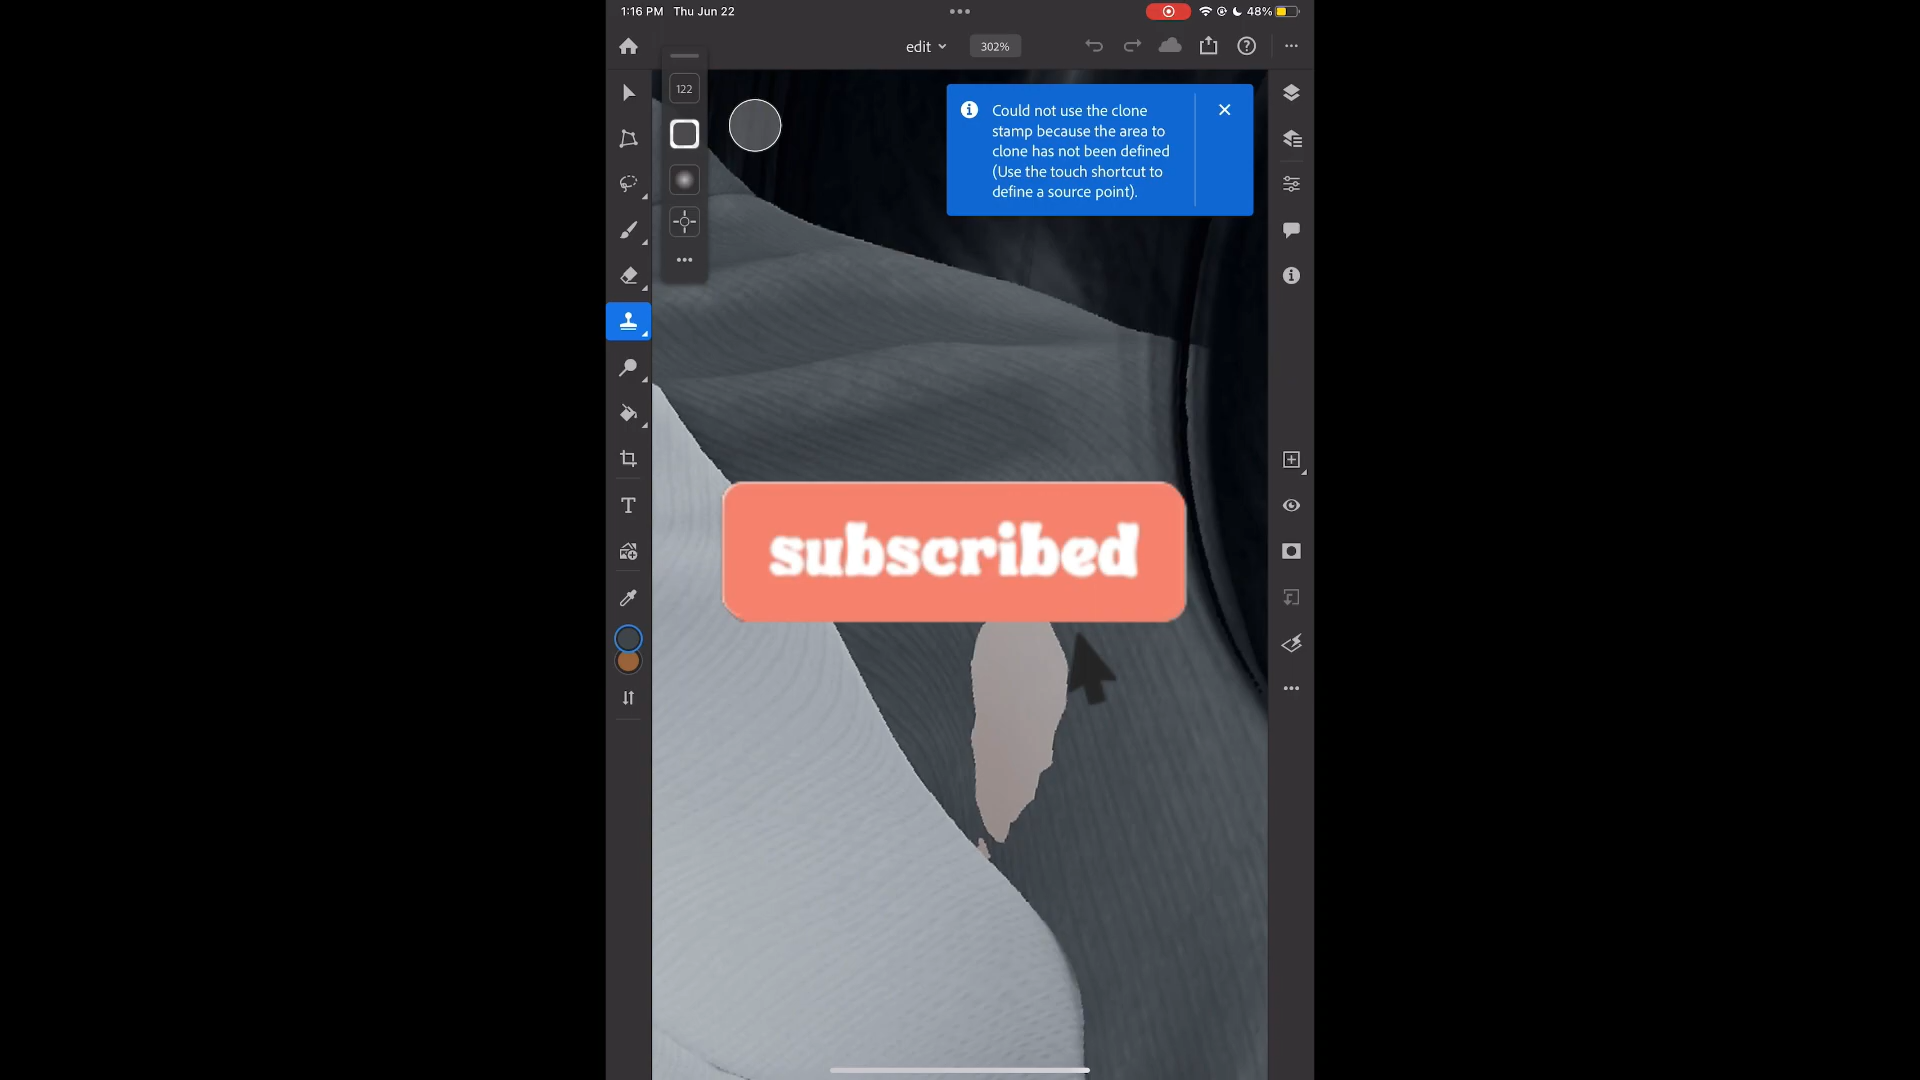 1:16 PM Thu Jun 22
48%
edit
302%
122
Could not use the clone
stamp because the area to
clone has not been defined
(Use the touch shortcut to
define a source point).
subscribed